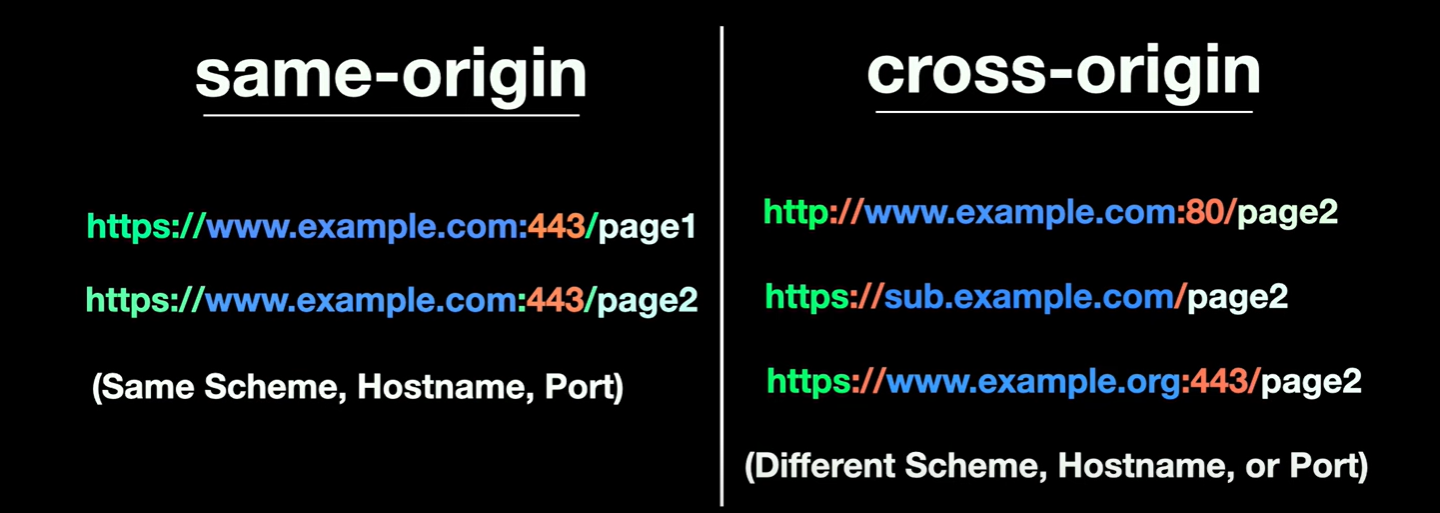 same-origin
https://www.example.com:443/page1
https://www.example.com:443/page2
(Same Scheme, Hostname, Port)
cross-origin
http://www.example.com:80/page2
https://sub.example.com/page2
https://www.example.org:443/page2
(Different Scheme, Hostname, or Port)